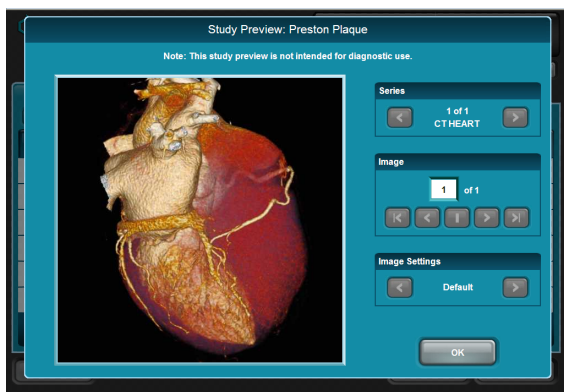 Study Preview: Preston Plaque
Note: This study preview is not intended for diagnostic use.
Series
1 of 1
CT HEART
Image
1 of 1
Image Settings
Default
OK